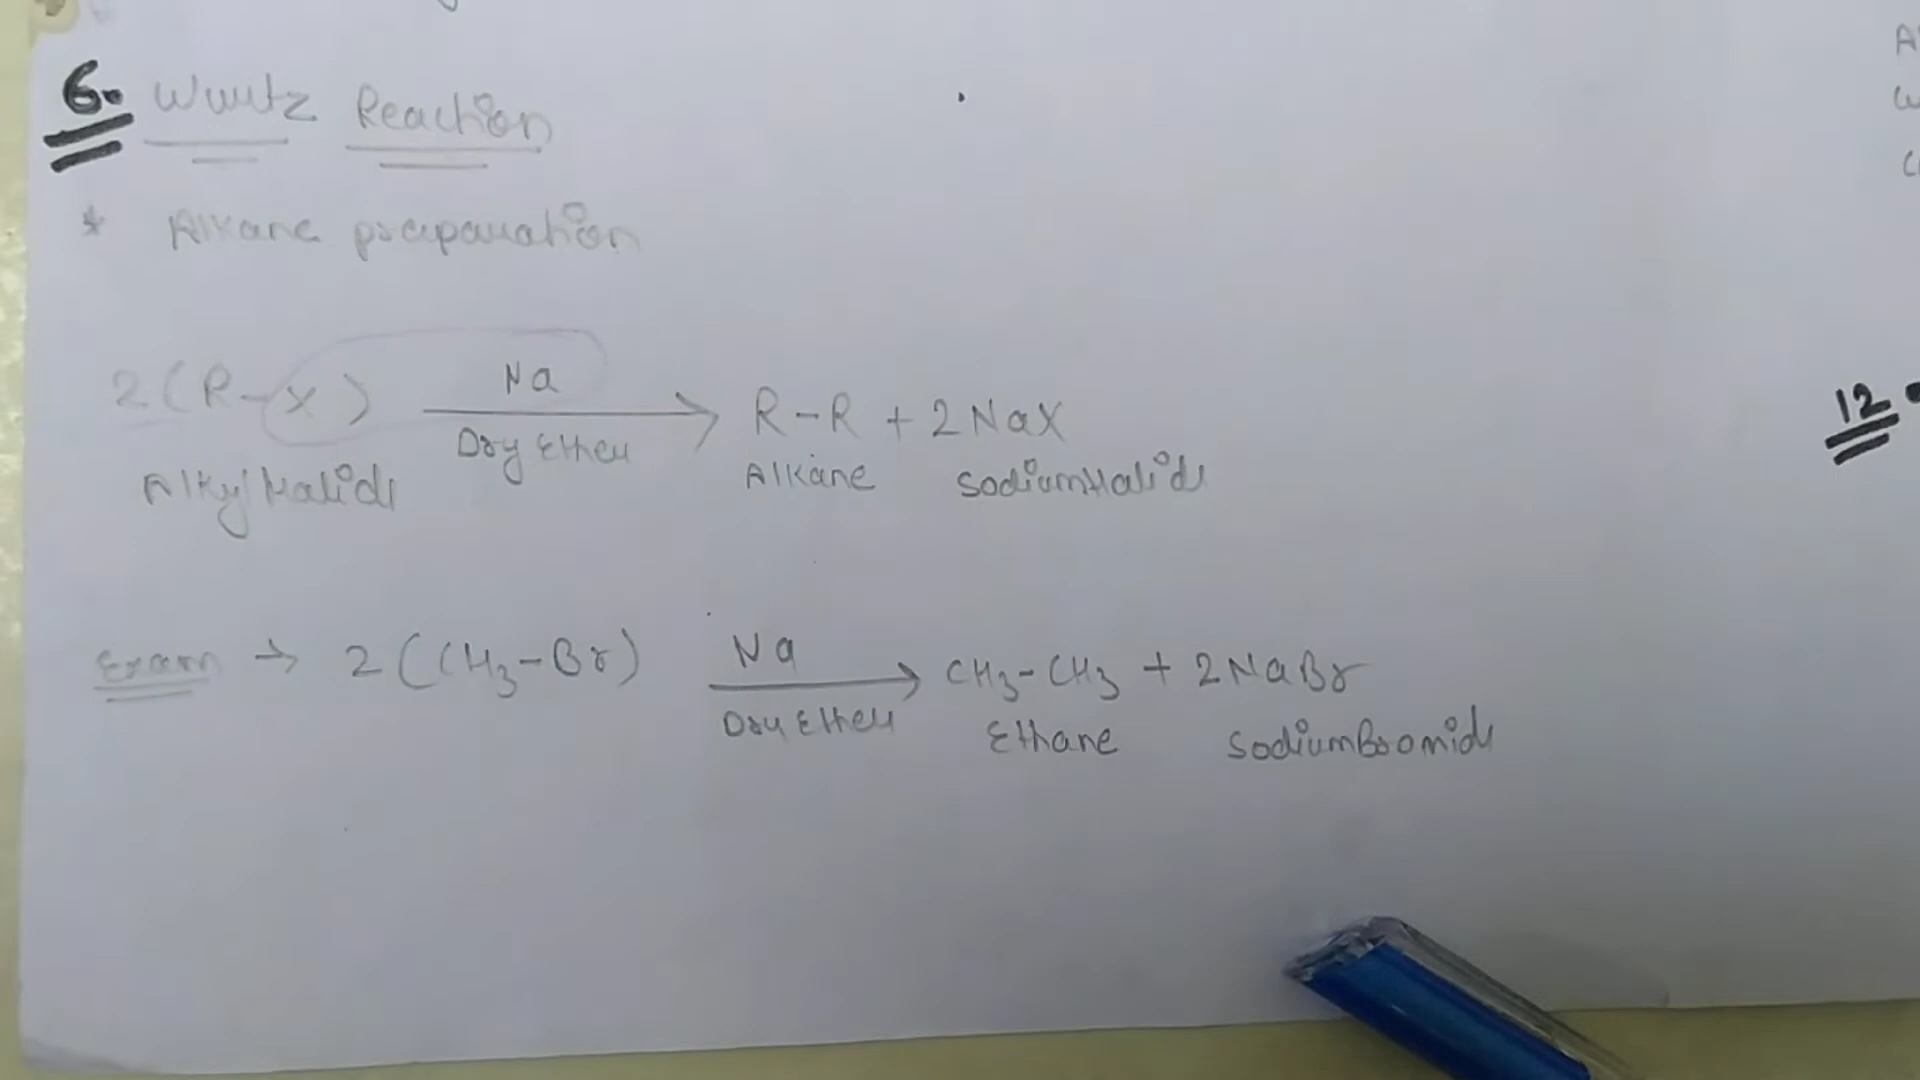 6. Wurtz Reaction
* Alkane preparation
2(R-X) Na Dry Ether R-R + 2NaX
Alkyl Halide Alkane Sodium Halide
Exam → 2(CH3-Br) Na Dry Ether CH3-CH3 + 2NaBr
Ethane Sodium Bromide
12.